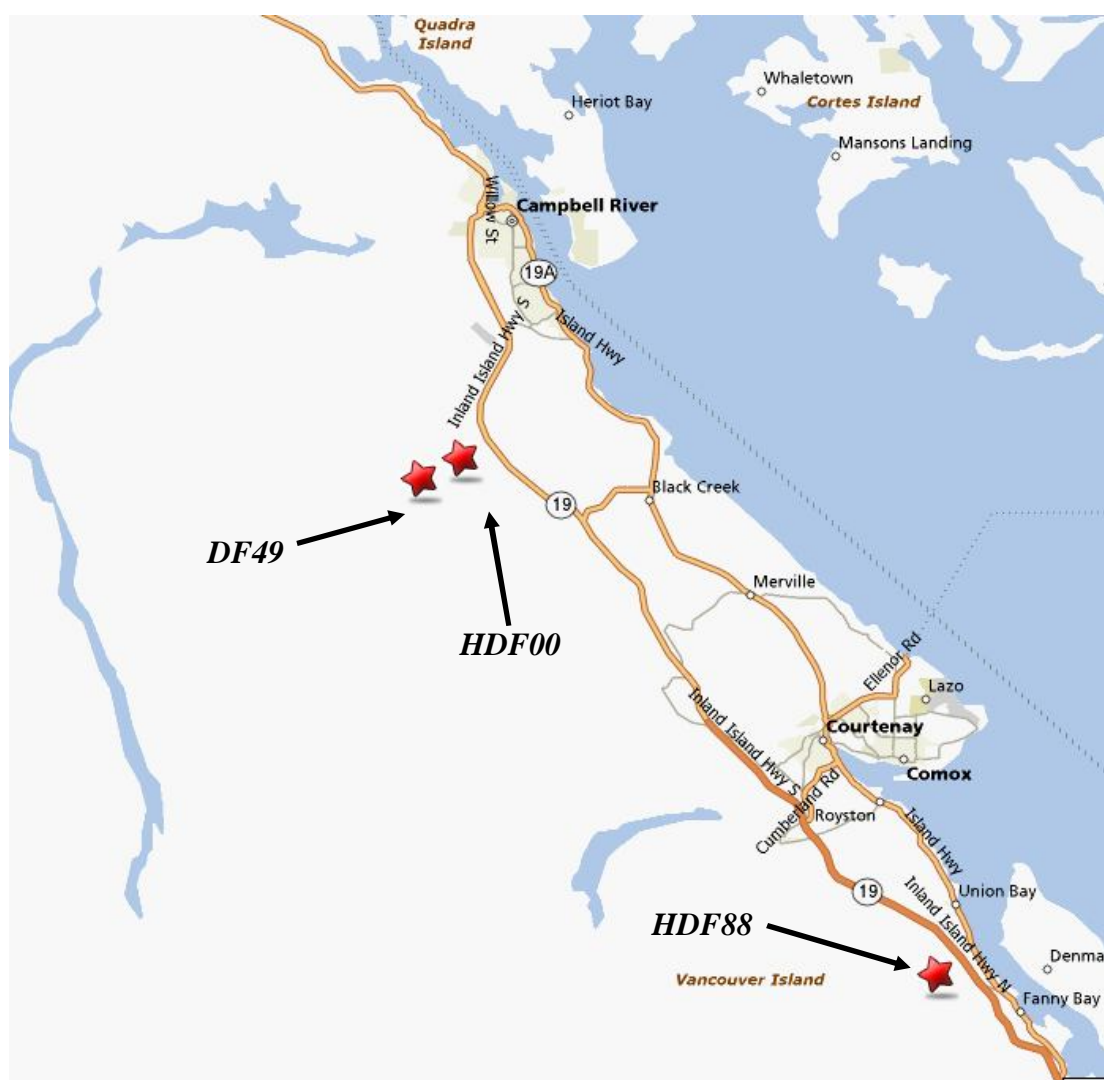 Quadra
Island
Whaletown
Cortes Island
Heriot Bay
Mansons Landing
Willow St
Campbell River
19A
Island Hwy
Inland Island Hwy S
Black Creek
19
DF49
HDF00
Merville
Ellenor Rd
Lazo
Inland Island Hwy S
Courtenay
Comox
Cumberland Rd
Royston
Island Hwy
19
Inland Island Hwy N
Union Bay
HDF88
Denma
Vancouver Island
Fanny Bay